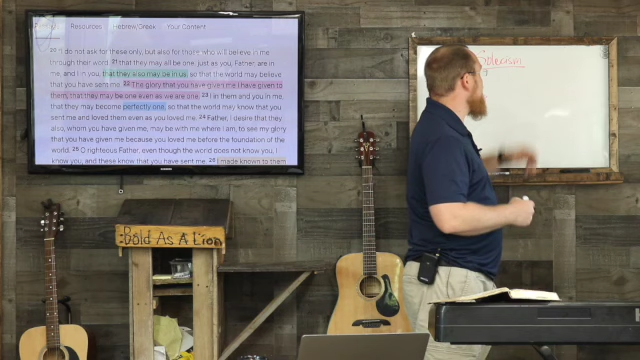 Resources Hebrew/Greek Your Content
20 "I do not ask for these only, but also for those who will believe in me
through their word, 21 that they may all be one, just as you, Father, are in
me, and I in you, that they also may be in us, so that the world may believe
that you have sent me. 22 The glory that you have given me I have given to
them, that they may be one even as we are one, 23 I in them and you in me,
that they may become perfectly one, so that the world may know that you
sent me and loved them even as you loved me. 24 Father, I desire that they
also, whom you have given me, may be with me where I am, to see my glory
that you have given me because you loved me before the foundation of the
world. 25 O righteous Father, even though the world does not know you, I
know you, and these know that you have sent me. 26 I made known to them
Solecism
Bold As A Lion